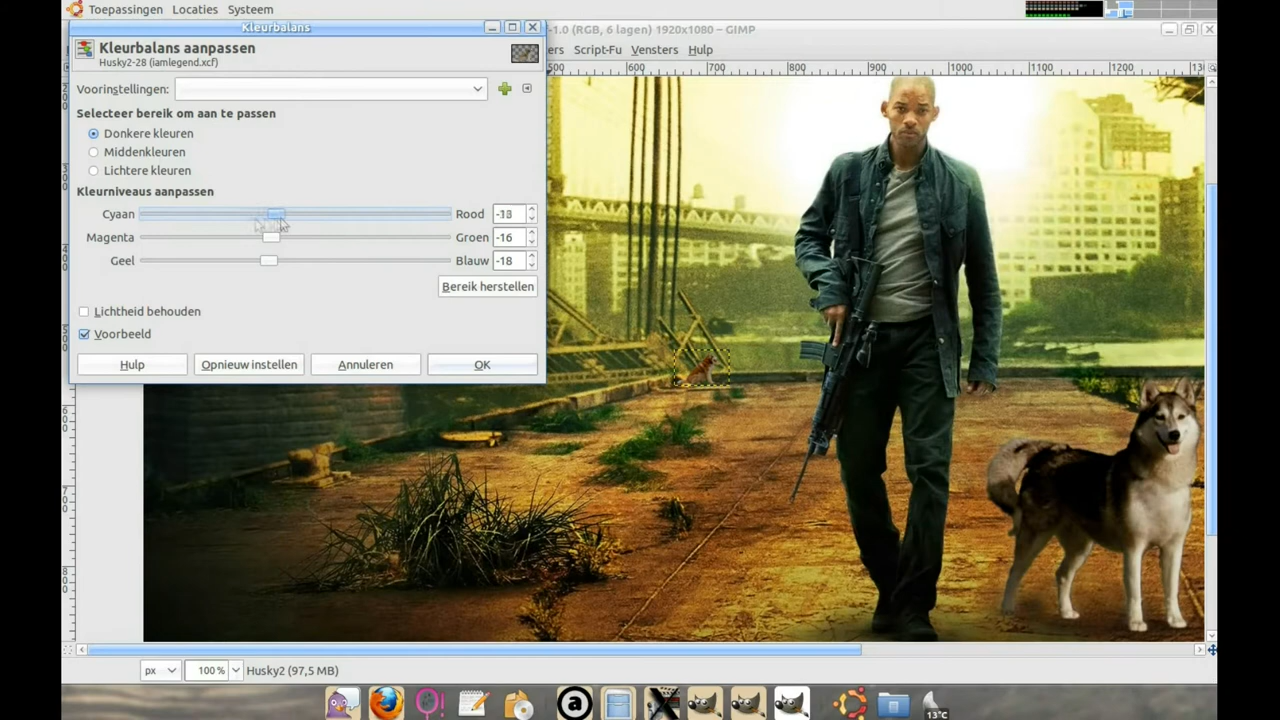 Toepassingen Locaties Systeem
Kleurbalans
-1.0 (RGB, 6 lagen) 1920x1080 – GIMP
Kleurbalans aanpassen
Husky2-28 (iamlegend.xcf)
ers Script-Fu Vensters Hulp
500 600 700 800 900 1000 1100 1200
Voorinstellingen:
Selecteer bereik om aan te passen
Donkere kleuren
Middenkleuren
Lichtere kleuren
Kleurniveaus aanpassen
Cyaan Rood -13
Magenta Groen -16
Geel Blauw -18
Bereik herstellen
Lichtheid behouden
Voorbeeld
Hulp Opnieuw instellen Annuleren OK
px 100 % Husky2 (97,5 MB)
13°C